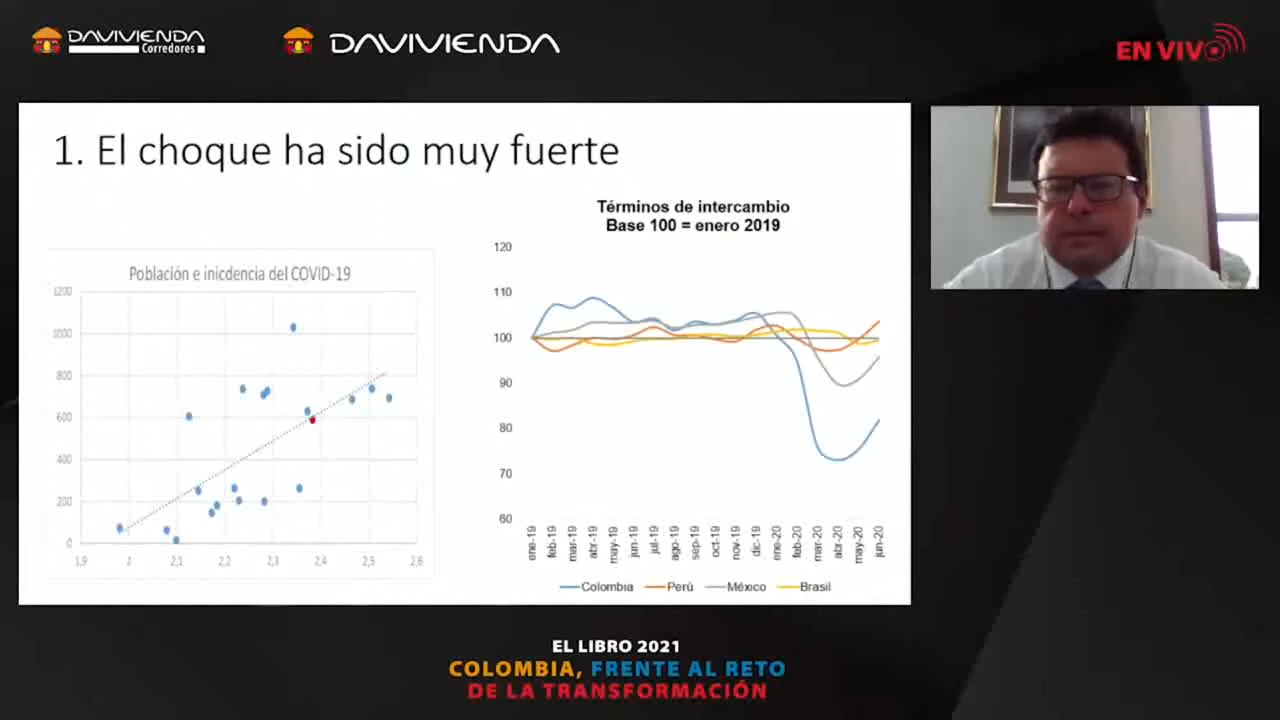 DAVIVIENDA
Corredores
DAVIVIENDA
EN VIVO
1. El choque ha sido muy fuerte
Población e inicdencia del COVID-19
1200
1000
800
600
400
200
0
1,9
2
2,1
2,2
2,3
2,4
2,5
2,6
Términos de intercambio
Base 100 = enero 2019
120
110
100
90
80
70
60
ene-19
feb-19
mar-19
abr-19
may-19
jun-19
jul-19
ago-19
sep-19
oct-19
nov-19
dic-19
ene-20
feb-20
mar-20
abr-20
may-20
jun-20
Colombia
Perú
México
Brasil
EL LIBRO 2021
COLOMBIA, FRENTE AL RETO
DE LA TRANSFORMACIÓN